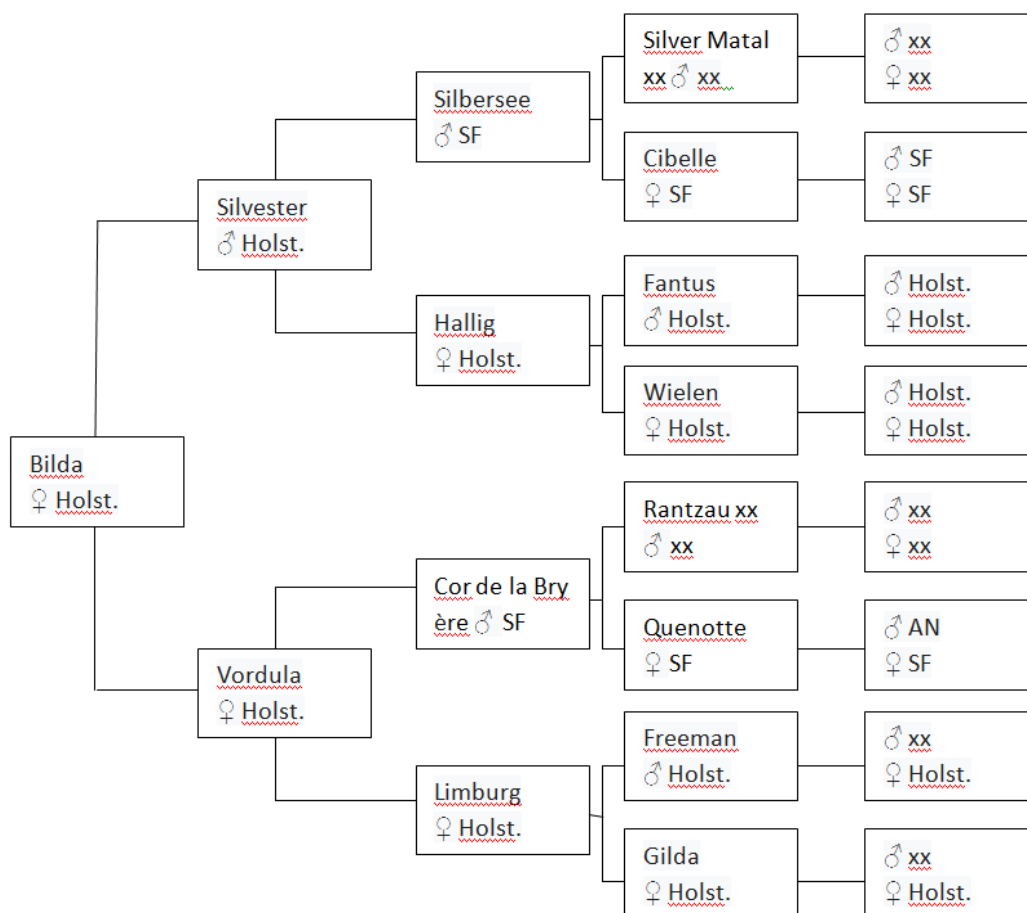 Silver Matal
xx ♂ xx
♂ xx
♀ xx
Silbersee
♂ SF
Cibelle
♀ SF
♂ SF
♀ SF
Silvester
♂ Holst.
Fantus
♂ Holst.
♂ Holst.
♀ Holst.
Hallig
♀ Holst.
Wielen
♀ Holst.
♂ Holst.
♀ Holst.
Bilda
♀ Holst.
Rantzau xx
♂ xx
♂ xx
♀ xx
Cor de la Bry
ère ♂ SF
Quenotte
♀ SF
♂ AN
♀ SF
Vordula
♀ Holst.
Freeman
♂ Holst.
♂ xx
♀ Holst.
Limburg
♀ Holst.
Gilda
♀ Holst.
♂ xx
♀ Holst.